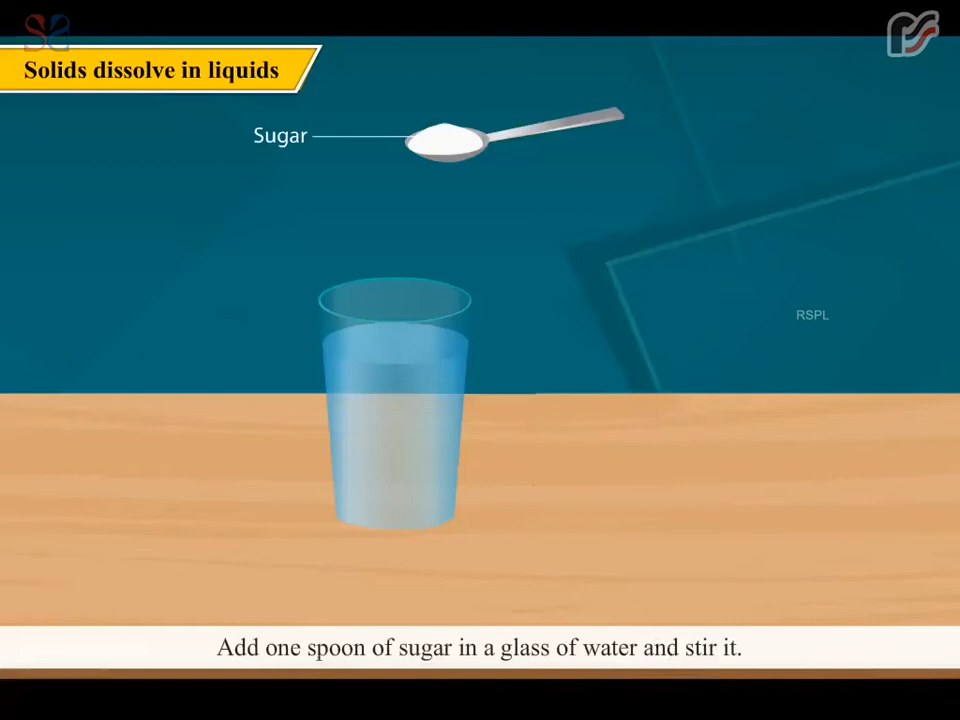 Solids dissolve in liquids
Sugar
RSPL
Add one spoon of sugar in a glass of water and stir it.